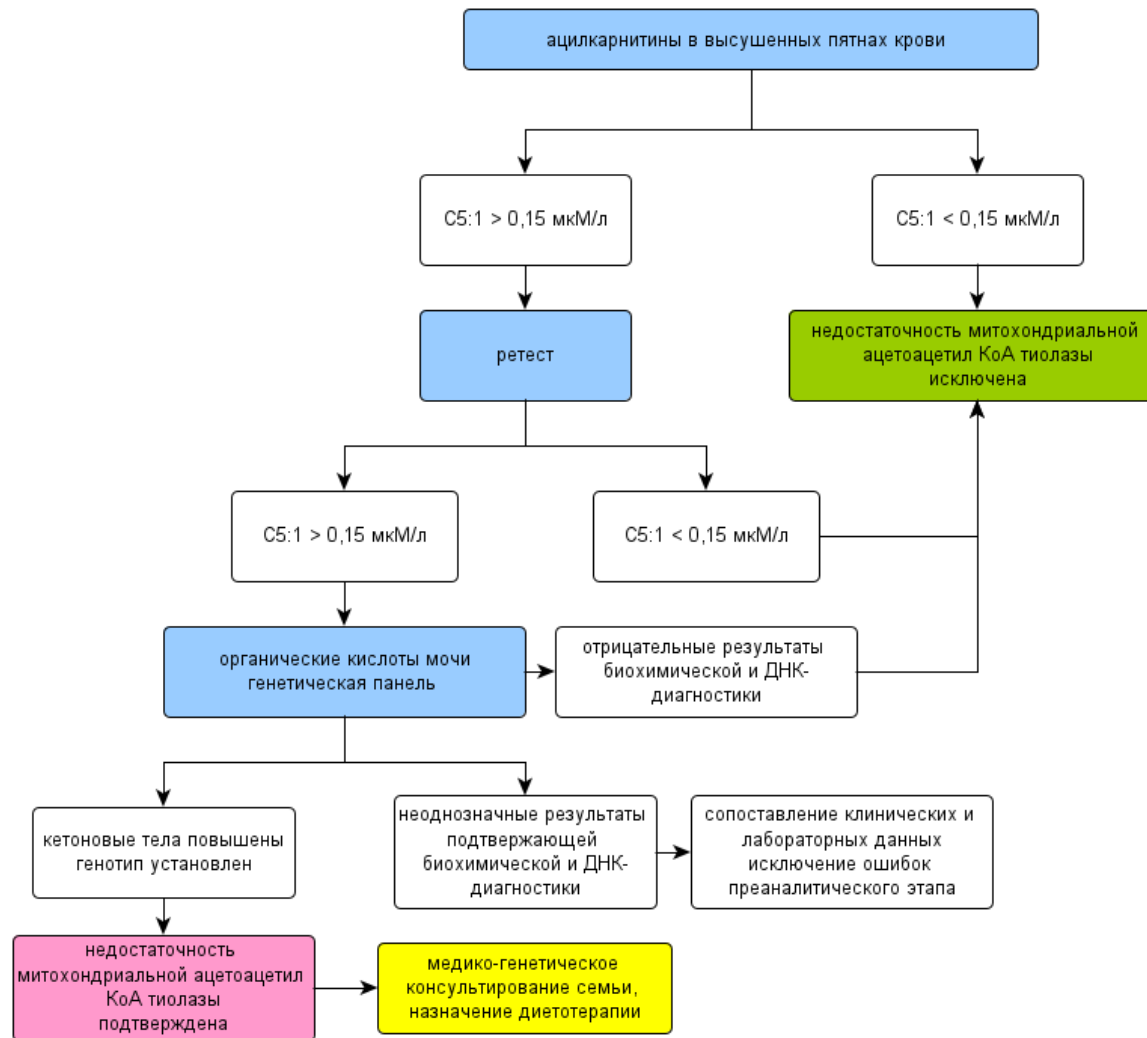 ацилкарнитины в высушенных пятнах крови
C5:1 > 0,15 мкМ/л
C5:1 < 0,15 мкМ/л
ретест
недостаточность митохондриальной
ацетоацетил КоА тиолазы
исключена
C5:1 > 0,15 мкМ/л
C5:1 < 0,15 мкМ/л
органические кислоты мочи
генетическая панель
отрицательные результаты
биохимической и ДНК-
диагностики
кетоновые тела повышены
генотип установлен
неоднозначные результаты
подтвержающей
биохимической и ДНК-
диагностики
сопоставление клинических и
лабораторных данных
исключение ошибок
преаналитического этапа
недостаточность
митохондриальной ацетоацетил
КоА тиолазы
подтверждена
медико-генетическое
консультирование семьи,
назначение диетотерапии